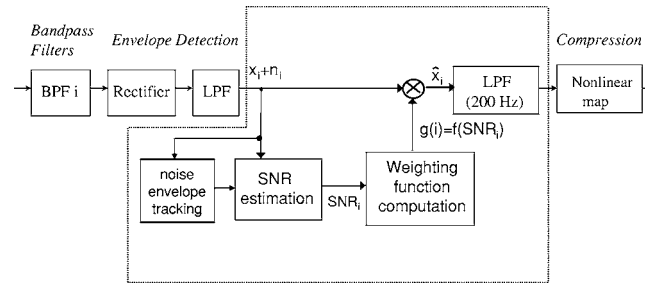 Bandpass
Filters
Envelope Detection
Compression
BPF i
Rectifier
LPF
xᵢ+nᵢ
x̂ᵢ
LPF
(200 Hz)
Nonlinear
map
g(i)=f(SNRᵢ)
noise
envelope
tracking
SNR
estimation
SNRᵢ
Weighting
function
computation